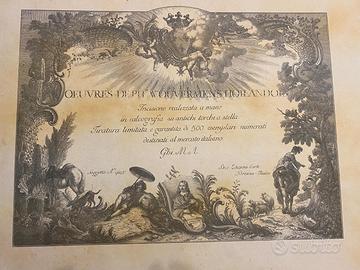 OEUVRES DE PH. WOUVERMENS HOLANDOIS
Incisione realizzata a mano
in calcografia su antichi torchi a stella
Tiratura limitata e garantita di 500 esemplari numerati
destinati al mercato italiano
Soggetto N.
subito